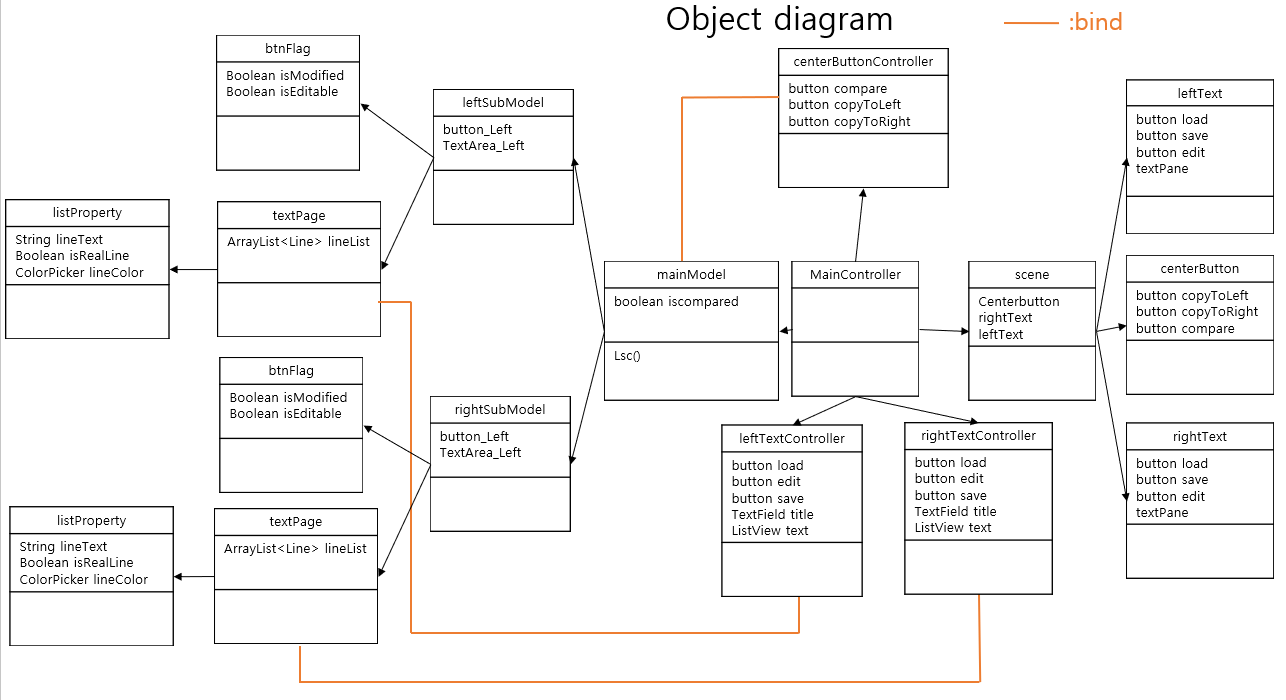 Object diagram
:bind
btnFlag
Boolean isModified
Boolean isEditable
leftSubModel
button_Left
TextArea_Left
centerButtonController
button compare
button copyToLeft
button copyToRight
leftText
button load
button save
button edit
textPane
listProperty
String lineText
Boolean isRealLine
ColorPicker lineColor
textPage
ArrayList<Line> lineList
mainModel
boolean iscompared
Lsc()
MainController
scene
Centerbutton
rightText
leftText
centerButton
button copyToLeft
button copyToRight
button compare
btnFlag
Boolean isModified
Boolean isEditable
rightSubModel
button_Left
TextArea_Left
leftTextController
button load
button edit
button save
TextField title
ListView text
rightTextController
button load
button edit
button save
TextField title
ListView text
rightText
button load
button save
button edit
textPane
listProperty
String lineText
Boolean isRealLine
ColorPicker lineColor
textPage
ArrayList<Line> lineList